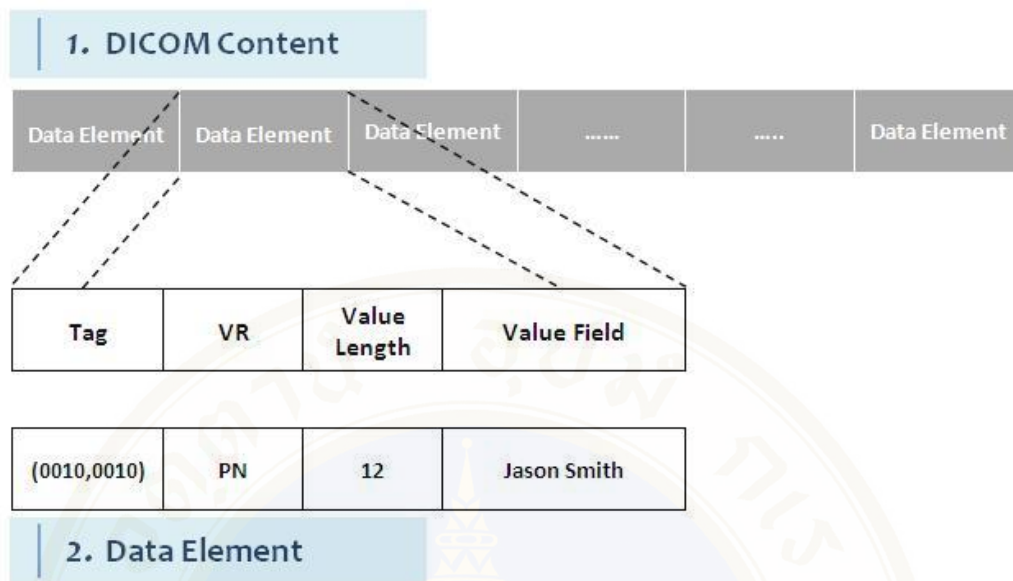 1. DICOM Content
Data Element Data Element Data Element ...... ..... Data Element
Tag VR Value Length Value Field
(0010,0010) PN 12 Jason Smith
2. Data Element